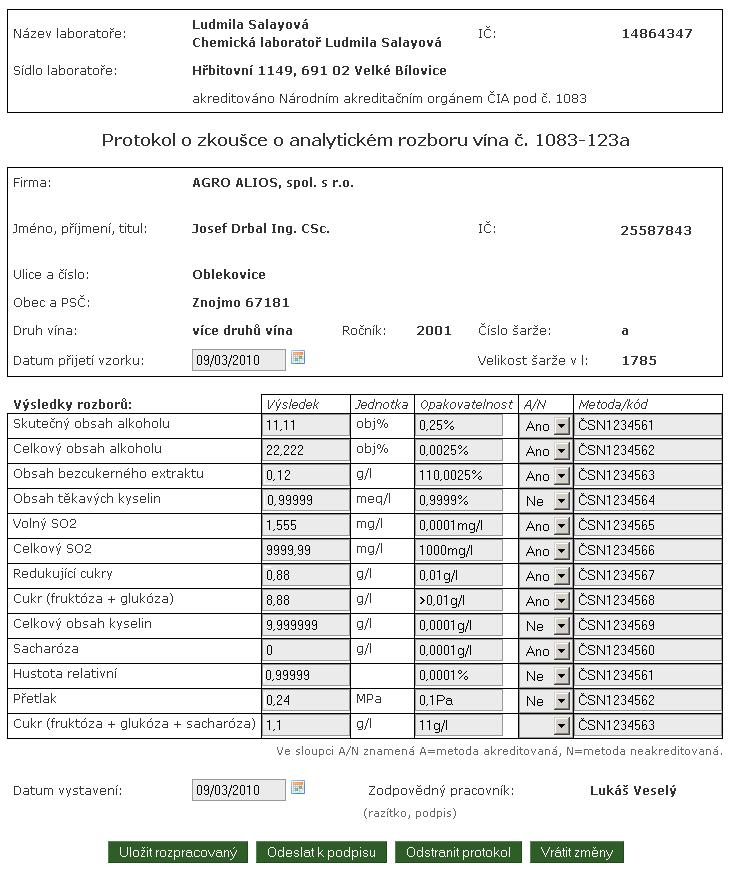 Název laboratoře: Ludmila Salayová
Chemická laboratoř Ludmila Salayová IČ: 14864347
Sídlo laboratoře: Hřbitovní 1149, 691 02 Velké Bílovice
akreditováno Národním akreditačním orgánem ČIA pod č. 1083
Protokol o zkoušce o analytickém rozboru vína č. 1083-123a
Firma: AGRO ALIOS, spol. s r.o.
Jméno, příjmení, titul: Josef Drbal Ing. CSc. IČ: 25587843
Ulice a číslo: Oblekovice
Obec a PSČ: Znojmo 67181
Druh vína: více druhů vína Ročník: 2001 Číslo šarže: a
Datum přijetí vzorku: 09/03/2010 Velikost šarže v l: 1785
Výsledky rozborů: Výsledek Jednotka Opakovatelnost A/N Metoda/kód
Skutečný obsah alkoholu 11,11 obj% 0,25% Ano ČSN1234561
Celkový obsah alkoholu 22,222 obj% 0,0025% Ano ČSN1234562
Obsah bezcukerného extraktu 0,12 g/l 110,0025% Ano ČSN1234563
Obsah těkavých kyselin 0,99999 meq/l 0,9999% Ne ČSN1234564
Volný SO2 1,555 mg/l 0,0001mg/l Ano ČSN1234565
Celkový SO2 9999,99 mg/l 1000mg/l Ano ČSN1234566
Redukující cukry 0,88 g/l 0,01g/l Ano ČSN1234567
Cukr (fruktóza + glukóza) 8,88 g/l >0,01g/l Ano ČSN1234568
Celkový obsah kyselin 9,999999 g/l 0,0001g/l Ne ČSN1234569
Sacharóza 0 g/l 0,0001g/l Ano ČSN1234560
Hustota relativní 0,99999 0,0001% Ne ČSN1234561
Přetlak 0,24 MPa 0,1Pa Ne ČSN1234562
Cukr (fruktóza + glukóza + sacharóza) 1,1 g/l 11g/l ČSN1234563
Ve sloupci A/N znamená A=metoda akreditovaná, N=metoda neakreditovaná.
Datum vystavení: 09/03/2010 Zodpovědný pracovník: Lukáš Veselý
(razítko, podpis)
Uložit rozpracovaný Odeslat k podpisu Odstranit protokol Vrátit změny